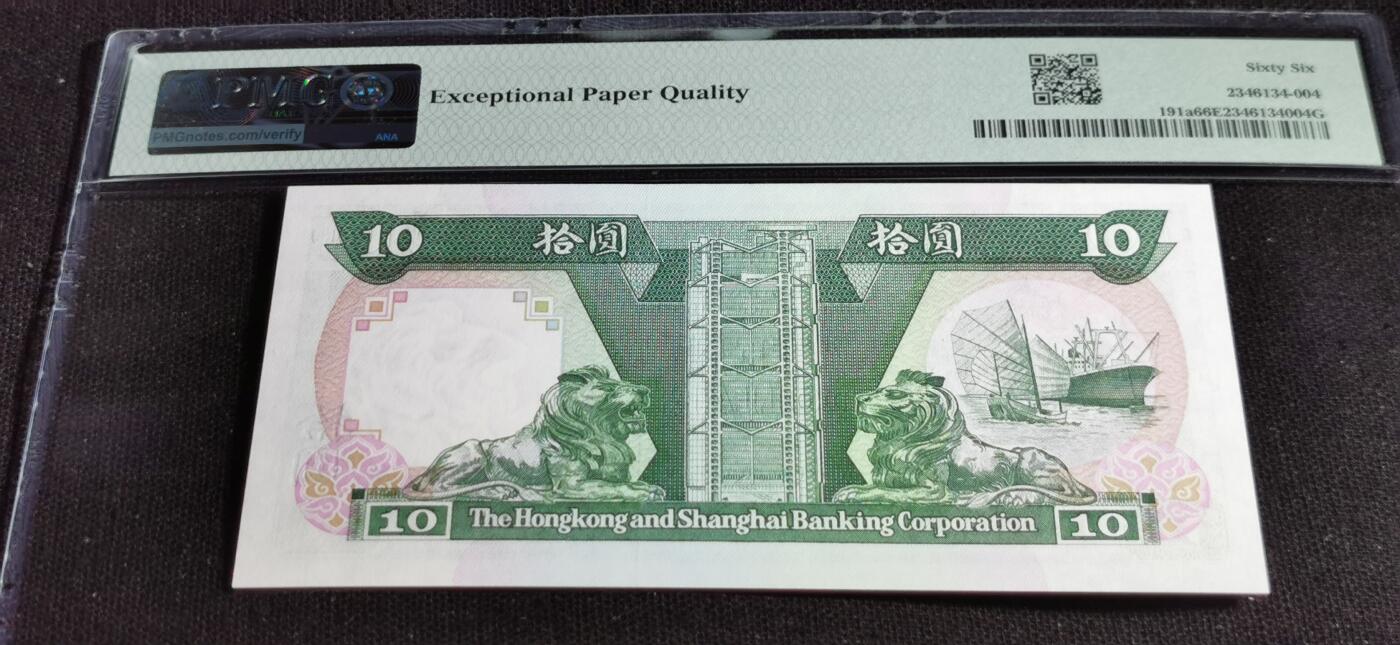 PMG
Exceptional Paper Quality
PMGnotes.com/verify
ANA
Sixty Six
2346134-004
191a66E2346134004G
10 拾圓 拾圓 10
10 The Hongkong and Shanghai Banking Corporation 10